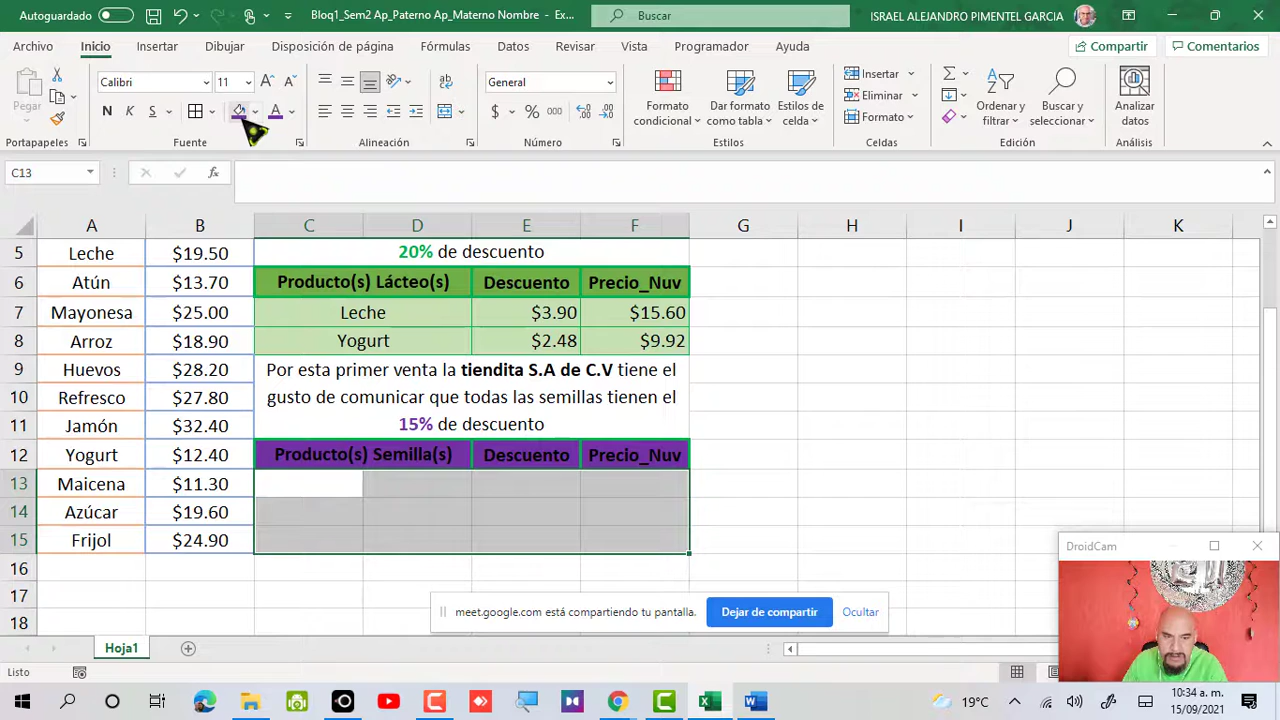 Autoguardado
Bloq1_Sem2 Ap_Paterno Ap_Materno Nombre - Ex...
Buscar
ISRAEL ALEJANDRO PIMENTEL GARCIA
Archivo Inicio Insertar Dibujar Disposición de página Fórmulas Datos Revisar Vista Programador Ayuda
Compartir Comentarios
Pegar
Calibri 11
N K S
General
$ % 000
Formato condicional
Dar formato como tabla
Estilos de celda
Insertar
Eliminar
Formato
Ordenar y filtrar
Buscar y seleccionar
Analizar datos
Portapapeles Fuente Alineación Número Estilos Celdas Edición Análisis
C13
A B C D E F G H I J K
5 Leche $19.50 20% de descuento
6 Atún $13.70 Producto(s) Lácteo(s) Descuento Precio_Nuv
7 Mayonesa $25.00 Leche $3.90 $15.60
8 Arroz $18.90 Yogurt $2.48 $9.92
9 Huevos $28.20 Por esta primer venta la tiendita S.A de C.V tiene el
10 Refresco $27.80 gusto de comunicar que todas las semillas tienen el
11 Jamón $32.40 15% de descuento
12 Yogurt $12.40 Producto(s) Semilla(s) Descuento Precio_Nuv
13 Maicena $11.30
14 Azúcar $19.60
15 Frijol $24.90
16
17
18
DroidCam
meet.google.com está compartiendo tu pantalla. Dejar de compartir Ocultar
Hoja1
Listo
19°C
10:34 a. m.
15/09/2021